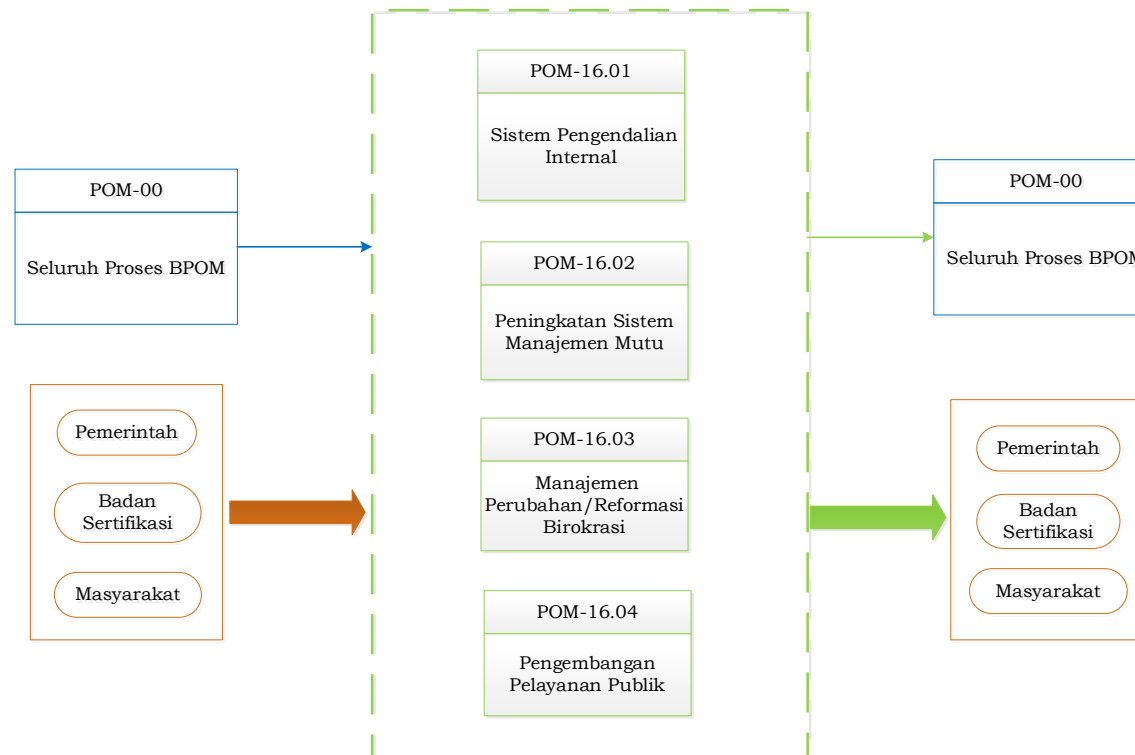 POM-00
Seluruh Proses BPOM
Pemerintah
Badan
Sertifikasi
Masyarakat
POM-16.01
Sistem Pengendalian
Internal
POM-16.02
Peningkatan Sistem
Manajemen Mutu
POM-16.03
Manajemen
Perubahan/Reformasi
Birokrasi
POM-16.04
Pengembangan
Pelayanan Publik
POM-00
Seluruh Proses BPOM
Pemerintah
Badan
Sertifikasi
Masyarakat